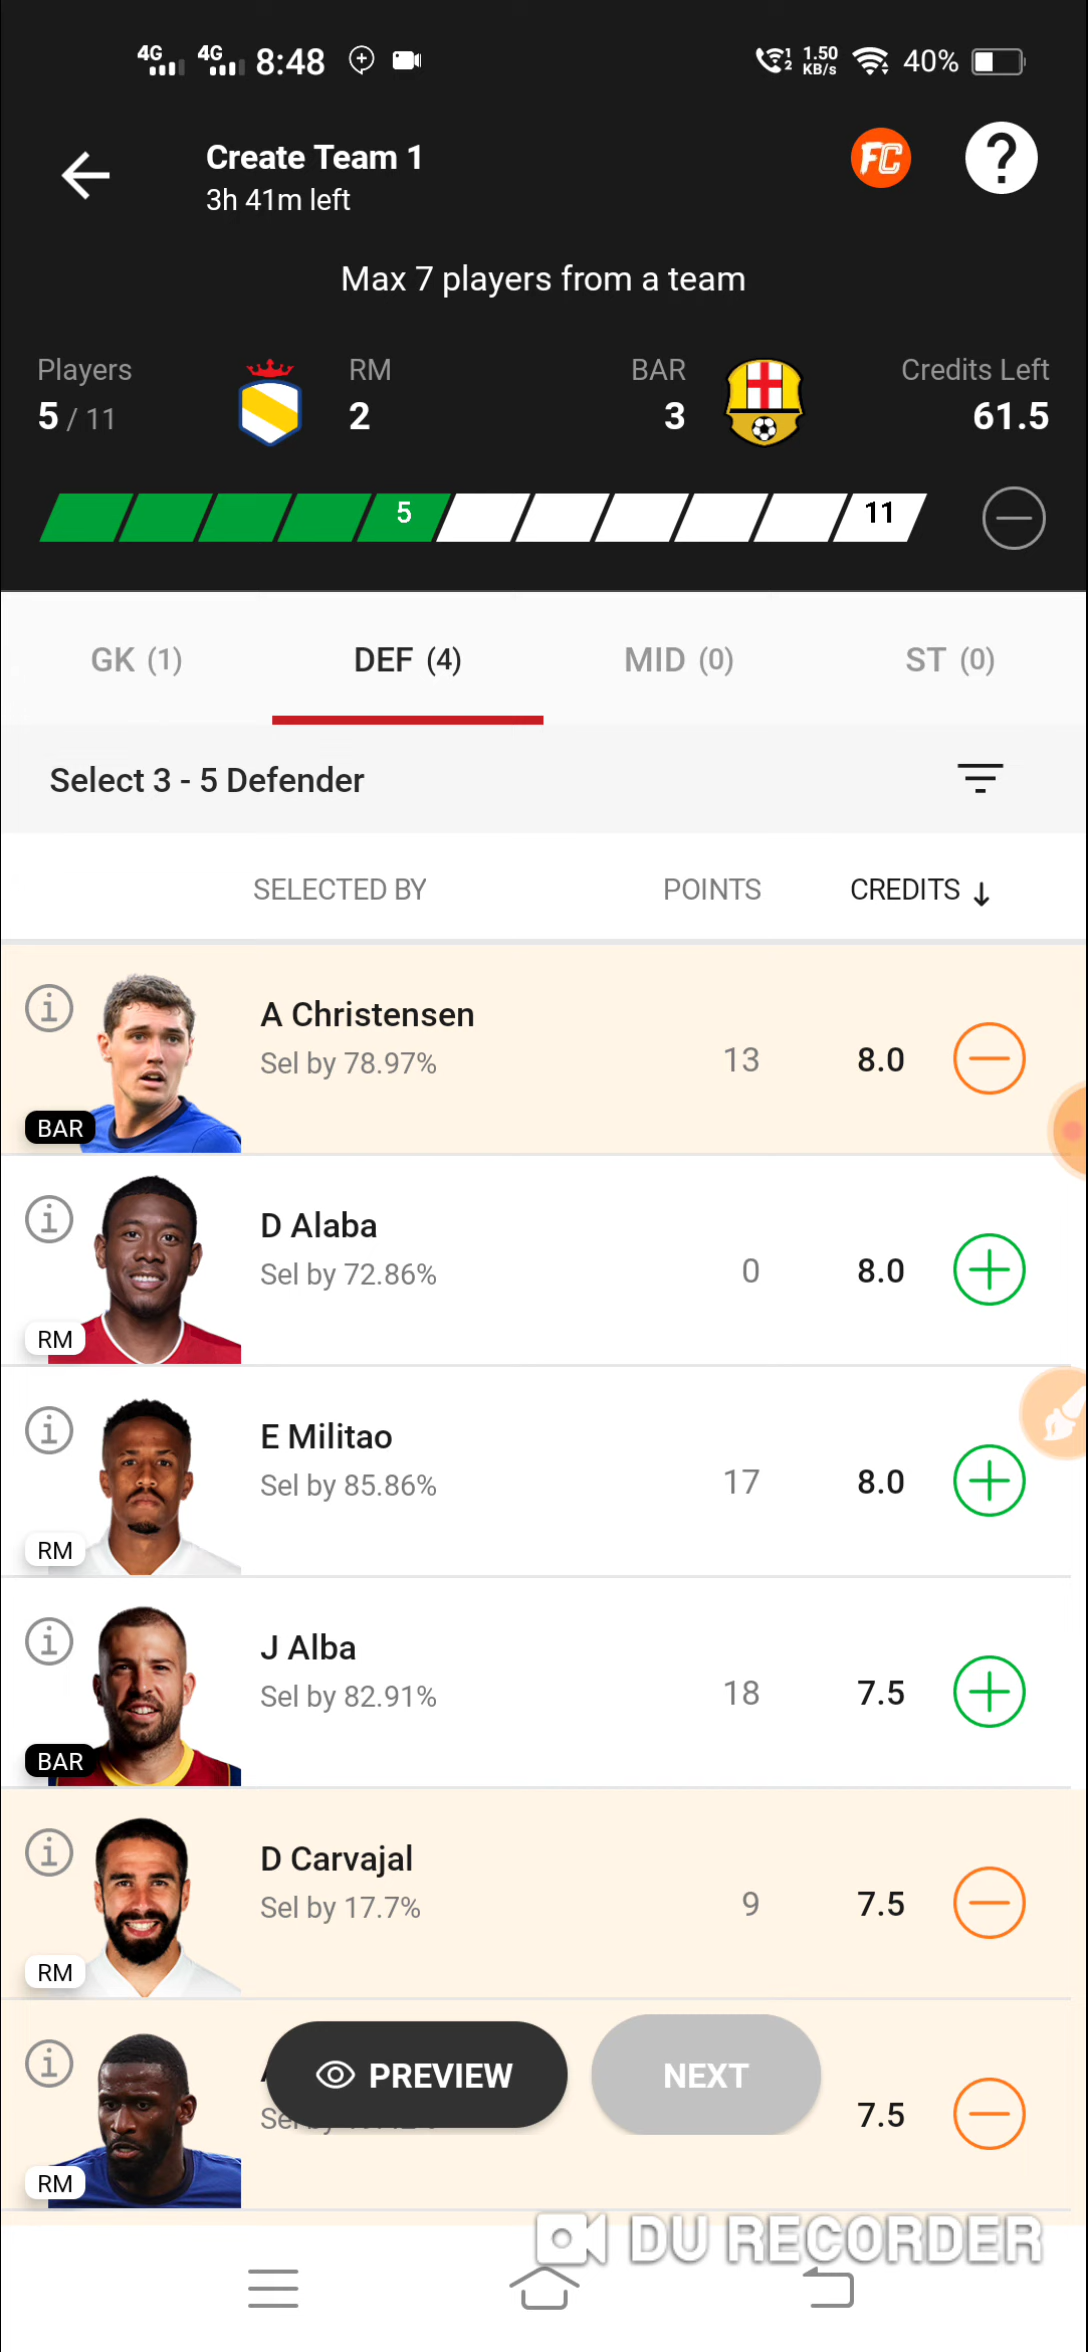 4G 4G 8:48 1 2 1.50 KB/s 40%
Create Team 1
3h 41m left
FC ?
Max 7 players from a team
Players RM BAR Credits Left
5 / 11 2 3 61.5
5 11
GK (1) DEF (4) MID (0) ST (0)
Select 3 - 5 Defender
SELECTED BY POINTS CREDITS ↓
A Christensen
Sel by 78.97% 13 8.0
BAR
D Alaba
Sel by 72.86% 0 8.0
RM
E Militao
Sel by 85.86% 17 8.0
RM
J Alba
Sel by 82.91% 18 7.5
BAR
D Carvajal
Sel by 17.7% 9 7.5
RM
PREVIEW NEXT
7.5
RM
DU RECORDER